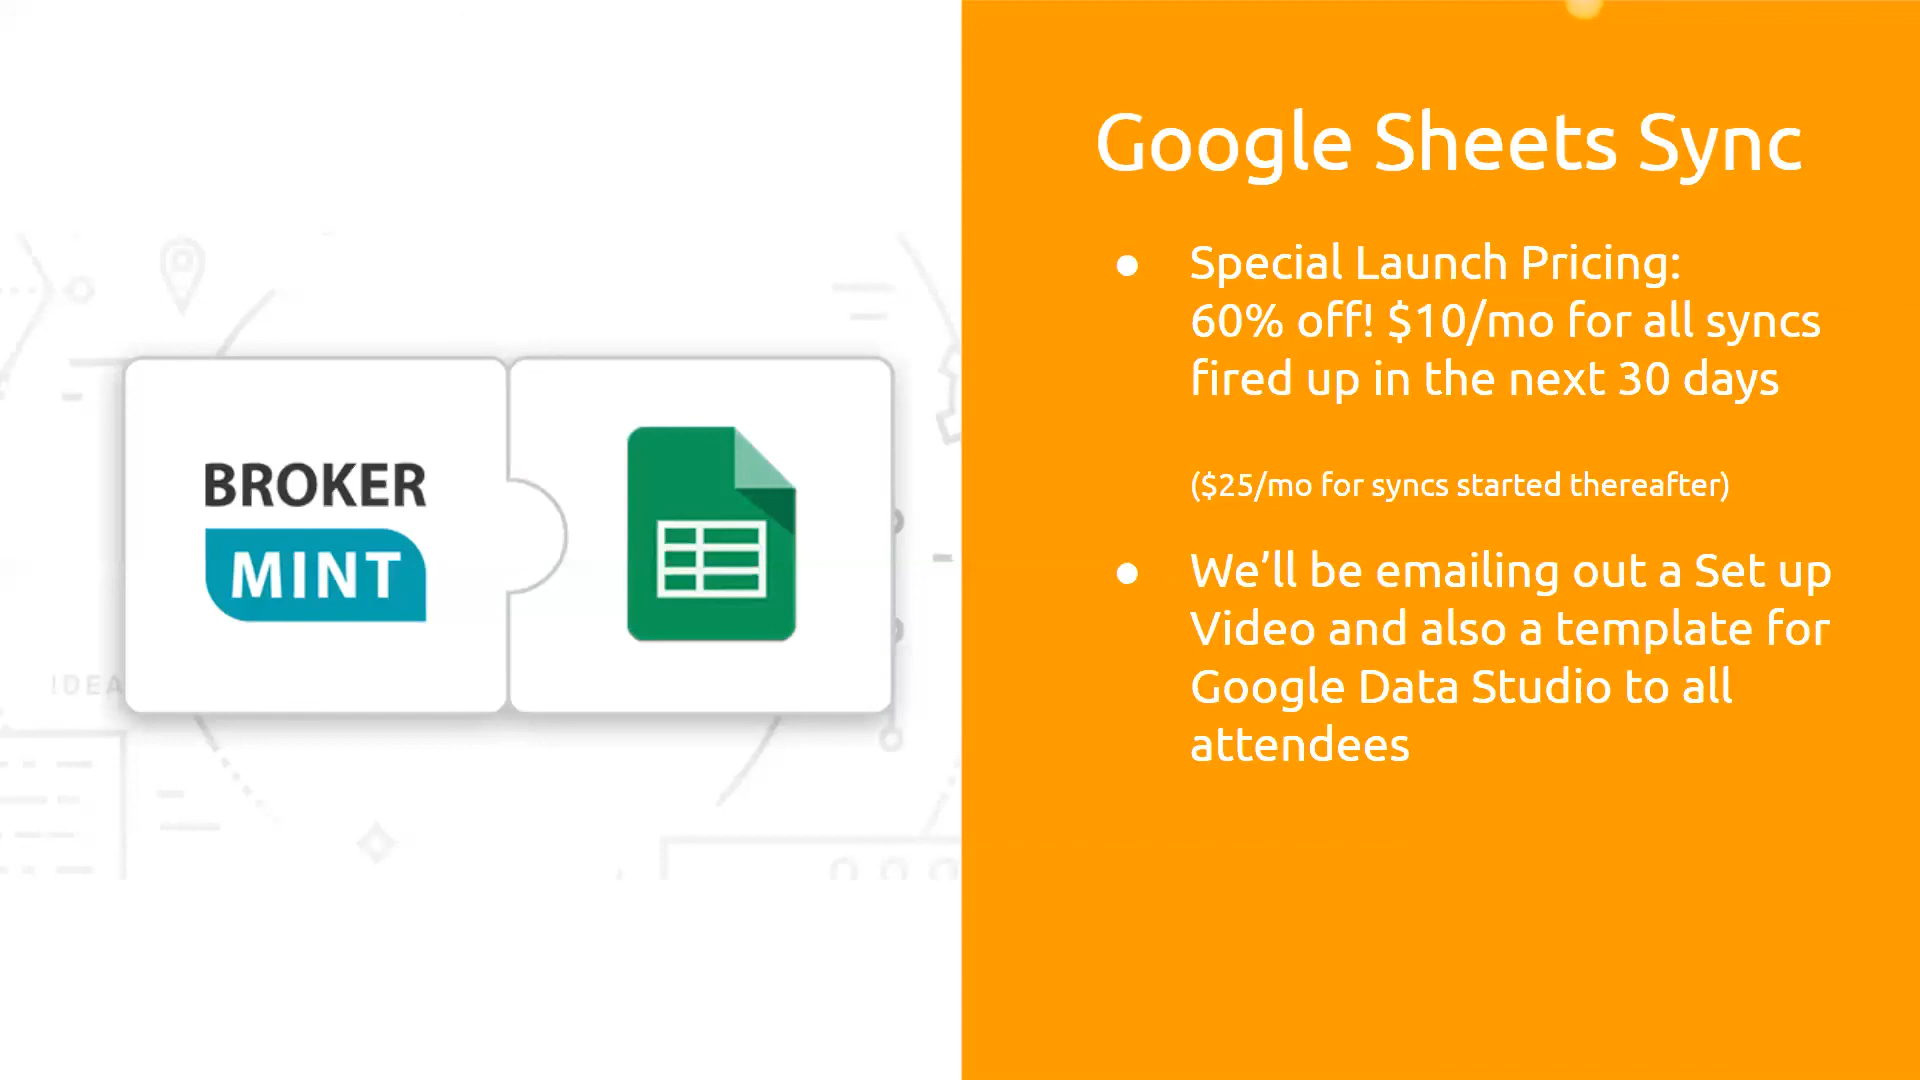 Google Sheets Sync
● Special Launch Pricing:
60% off! $10/mo for all syncs
fired up in the next 30 days
($25/mo for syncs started thereafter)
● We’ll be emailing out a Set up
Video and also a template for
Google Data Studio to all
attendees
BROKER
MINT
IDEA